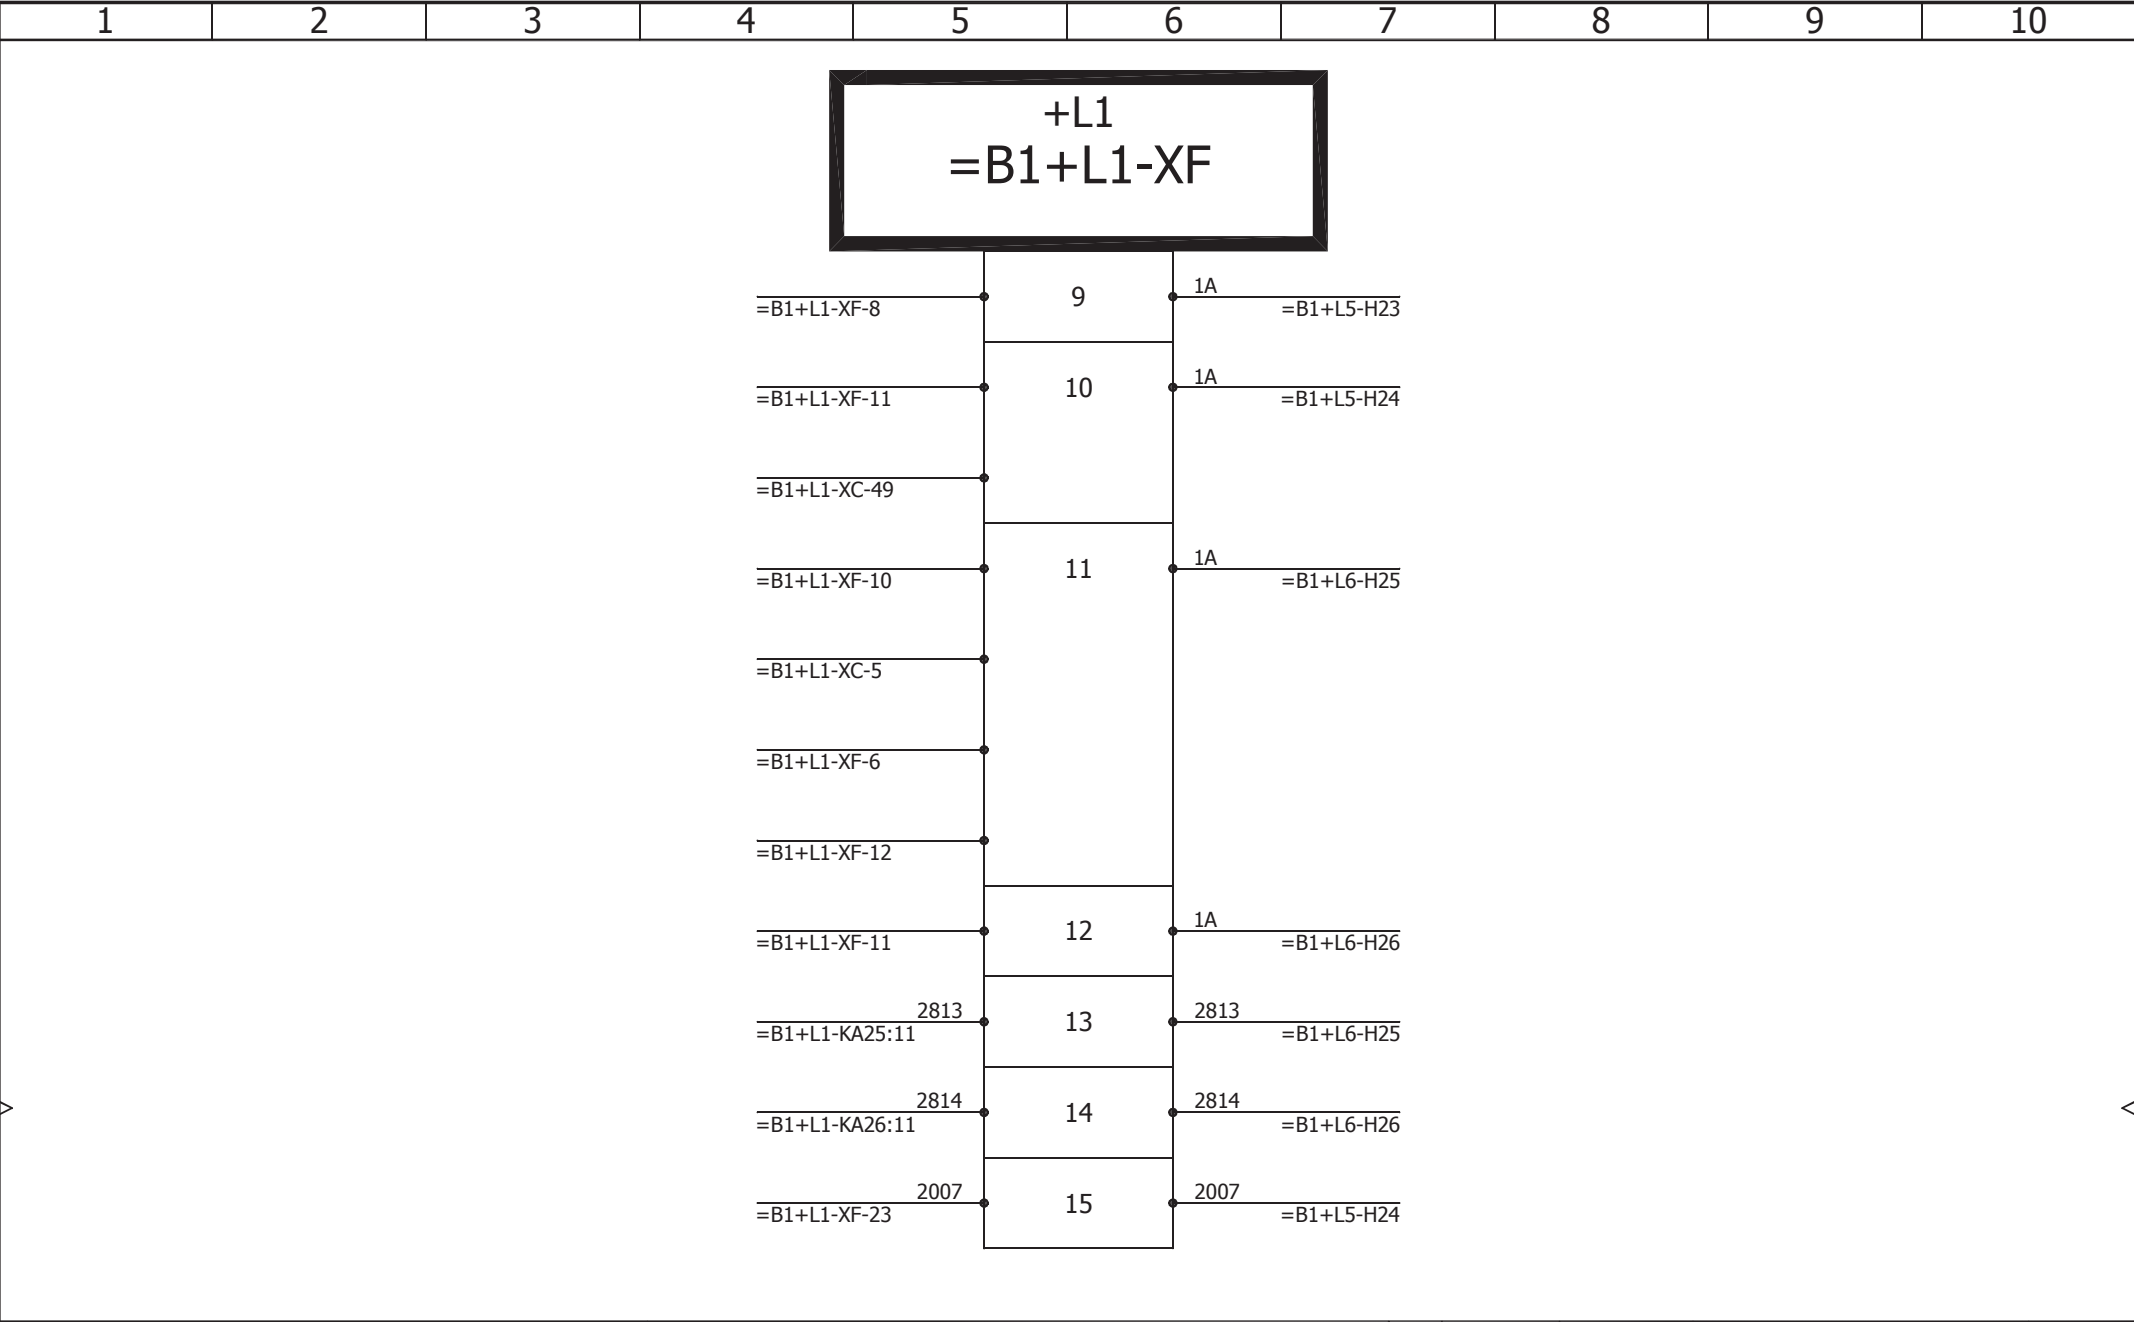 1 2 3 4 5 6 7 8 9 10
+L1
=B1+L1-XF
=B1+L1-XF-8 9 1A =B1+L5-H23
=B1+L1-XF-11 10 1A =B1+L5-H24
=B1+L1-XC-49
=B1+L1-XF-10 11 1A =B1+L6-H25
=B1+L1-XC-5
=B1+L1-XF-6
=B1+L1-XF-12
=B1+L1-XF-11 12 1A =B1+L6-H26
2813 =B1+L1-KA25:11 13 2813 =B1+L6-H25
2814 =B1+L1-KA26:11 14 2814 =B1+L6-H26
2007 =B1+L1-XF-23 15 2007 =B1+L5-H24